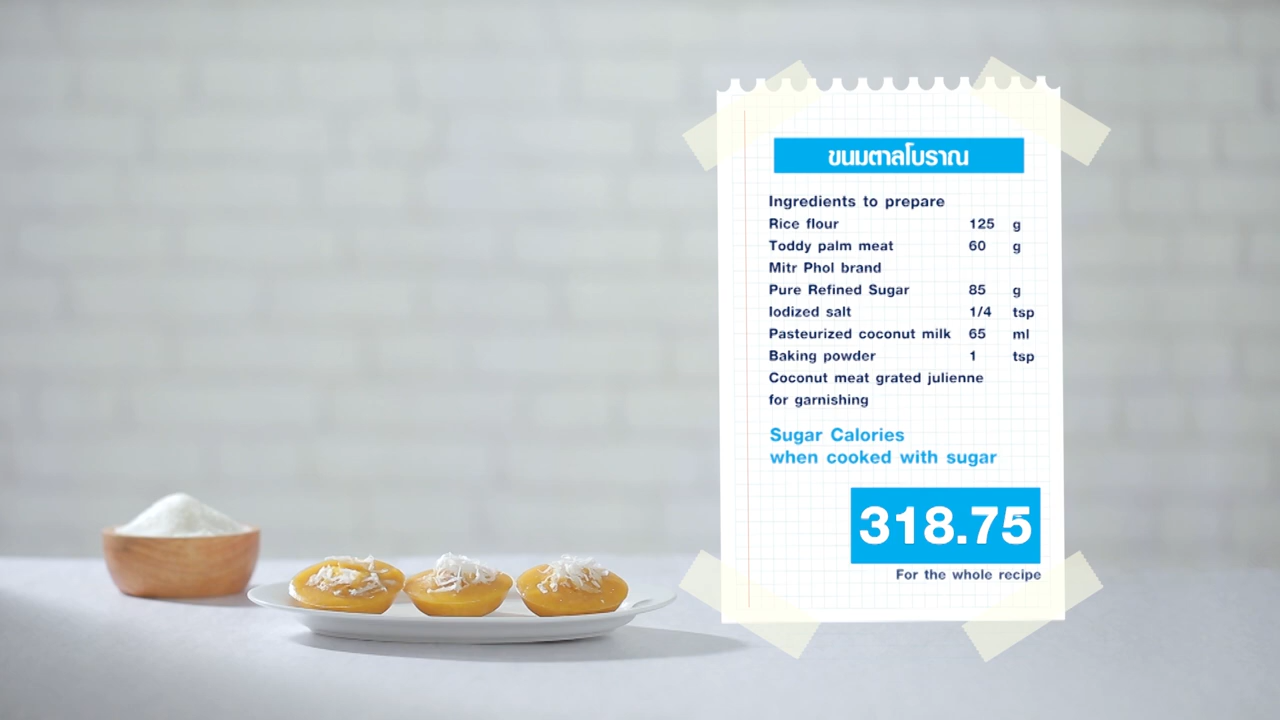 ขนมตาลโบราณ
Ingredients to prepare
Rice flour 125 g
Toddy palm meat 60 g
Mitr Phol brand
Pure Refined Sugar 85 g
Iodized salt 1/4 tsp
Pasteurized coconut milk 65 ml
Baking powder 1 tsp
Coconut meat grated julienne
for garnishing
Sugar Calories
when cooked with sugar
318.75
For the whole recipe